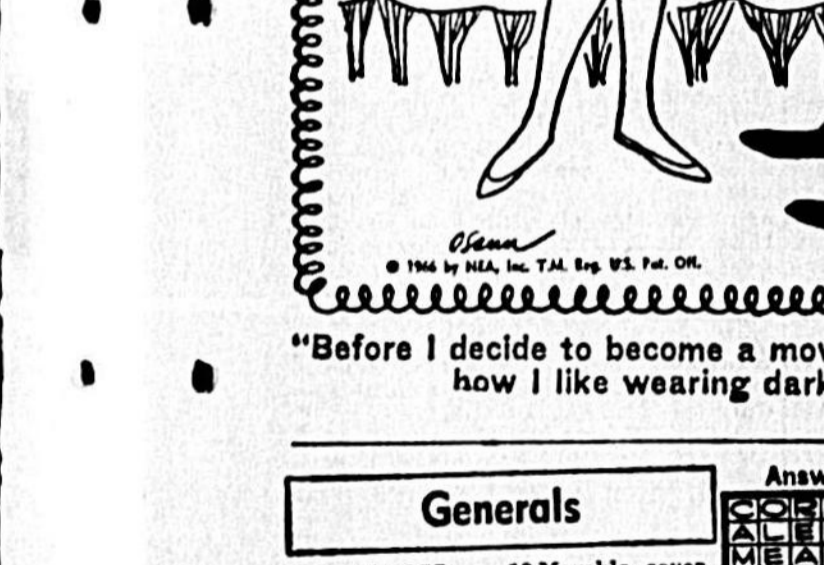 Osann
© 1966 by NEA, Inc. T.M. Reg. U.S. Pat. Off.
"Before I decide to become a mov
how I like wearing dark
Answ
Generals
COR
ALE
MEA